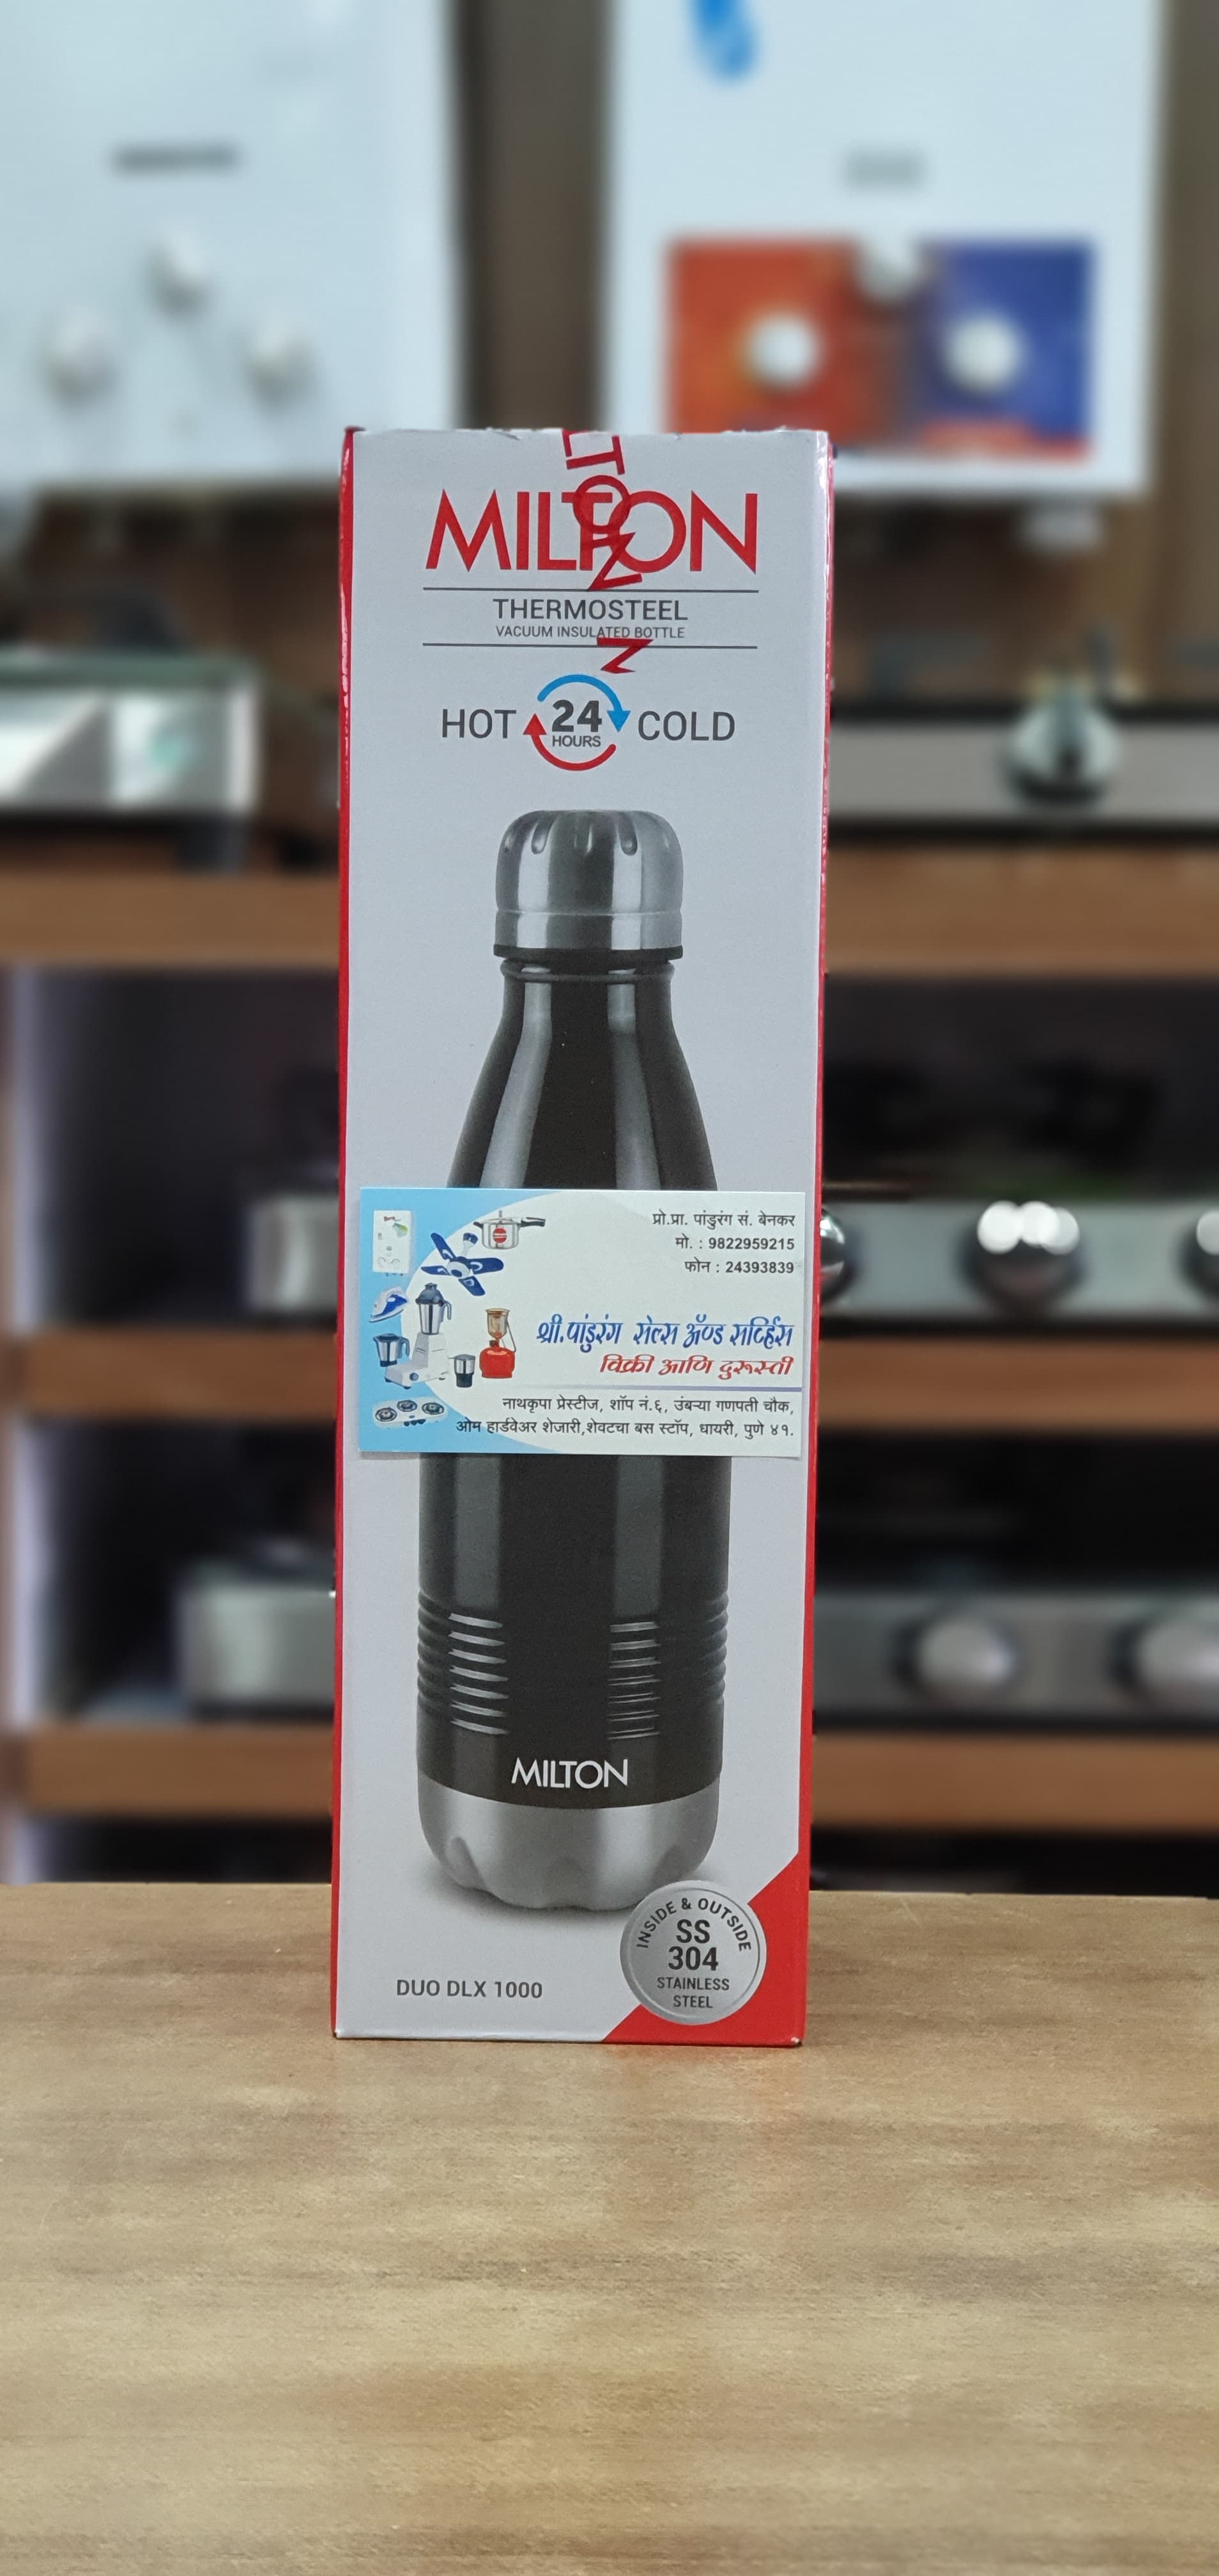 MILTON
THERMOSTEEL
VACUUM INSULATED BOTTLE
HOT 24 HOURS COLD
प्रो.प्रा. पांडुरंग सं. बेनकर
मो. : 9822959215
फोन : 24393839
श्री.पांडुरंग सेल्स ॲण्ड सर्व्हिस
विक्री आणि दुरूस्ती
नाथकृपा प्रेस्टीज, शॉप नं.६, उंबऱ्या गणपती चौक,
ओम हार्डवेअर शेजारी,शेवटचा बस स्टॉप, धायरी, पुणे ४१.
MILTON
INSIDE & OUTSIDE
SS
304
STAINLESS
STEEL
DUO DLX 1000